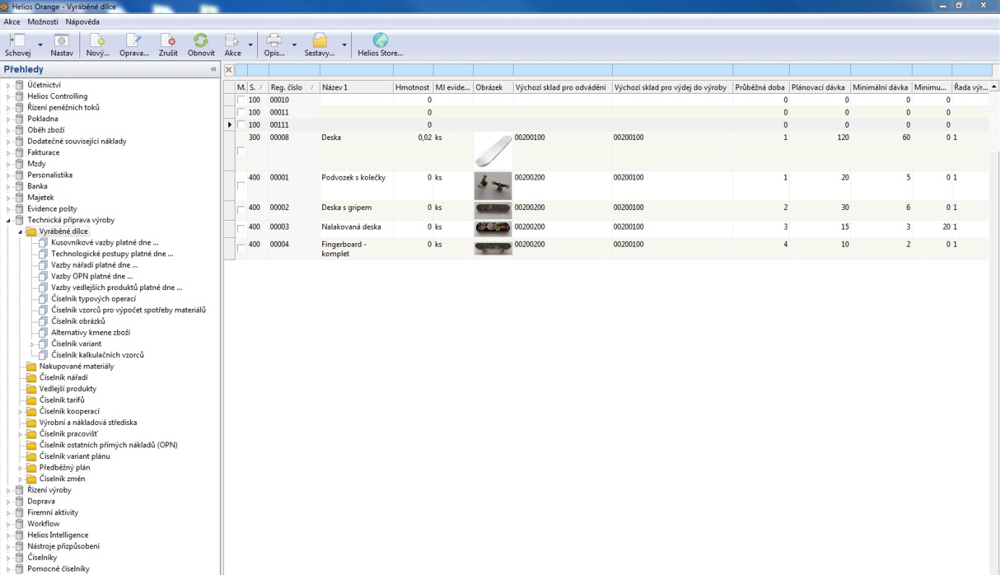 Helios Orange - Vyráběné dílce
Akce Možnosti Nápověda
Schovej Nastav Nový... Oprava... Zrušit Obnovit Akce Opis... Sestavy... Helios Store...
Přehledy «
Účetnictví
Helios Controlling
Řízení peněžních toků
Pokladna
Oběh zboží
Dodatečné související náklady
Fakturace
Mzdy
Personalistika
Banka
Majetek
Evidence pošty
Technická příprava výroby
Vyráběné dílce
Kusovníkové vazby platné dne ...
Technologické postupy platné dne ...
Vazby nářadí platné dne ...
Vazby OPN platné dne ...
Vazby vedlejších produktů platné dne ...
Číselník typových operací
Číselník vzorců pro výpočet spotřeby materiálů
Číselník obrázků
Alternativy kmene zboží
Číselník variant
Číselník kalkulačních vzorců
Nakupované materiály
Číselník nářadí
Vedlejší produkty
Číselník tarifů
Číselník kooperací
Výrobní a nákladová střediska
Číselník pracovišť
Číselník ostatních přímých nákladů (OPN)
Číselník variant plánu
Předběžný plán
Číselník změn
Řízení výroby
Doprava
Firemní aktivity
Workflow
Helios Intelligence
Nástroje přizpůsobení
Číselníky
Pomocné číselníky
M. S. Reg. číslo Název 1 Hmotnost MJ evide... Obrázek Výchozí sklad pro odvádění Výchozí sklad pro výdej do výroby Průběžná doba Plánovací dávka Minimální dávka Minimu... Řada výr...
100 00010 0 0 0 0 0
100 00011 0 0 0 0 0
100 00111 0 0 0 0 0
300 00008 Deska 0,02 ks 00200100 00200100 1 120 60 0 1
400 00001 Podvozek s kolečky 0 ks 00200200 00200100 1 20 5 0 1
400 00002 Deska s gripem 0 ks 00200200 00200100 2 30 6 0 1
400 00003 Nalakovaná deska 0 ks 00200200 00200100 3 15 3 20 1
400 00004 Fingerboard - 0 ks 00200200 00200100 4 10 2 0 1
komplet